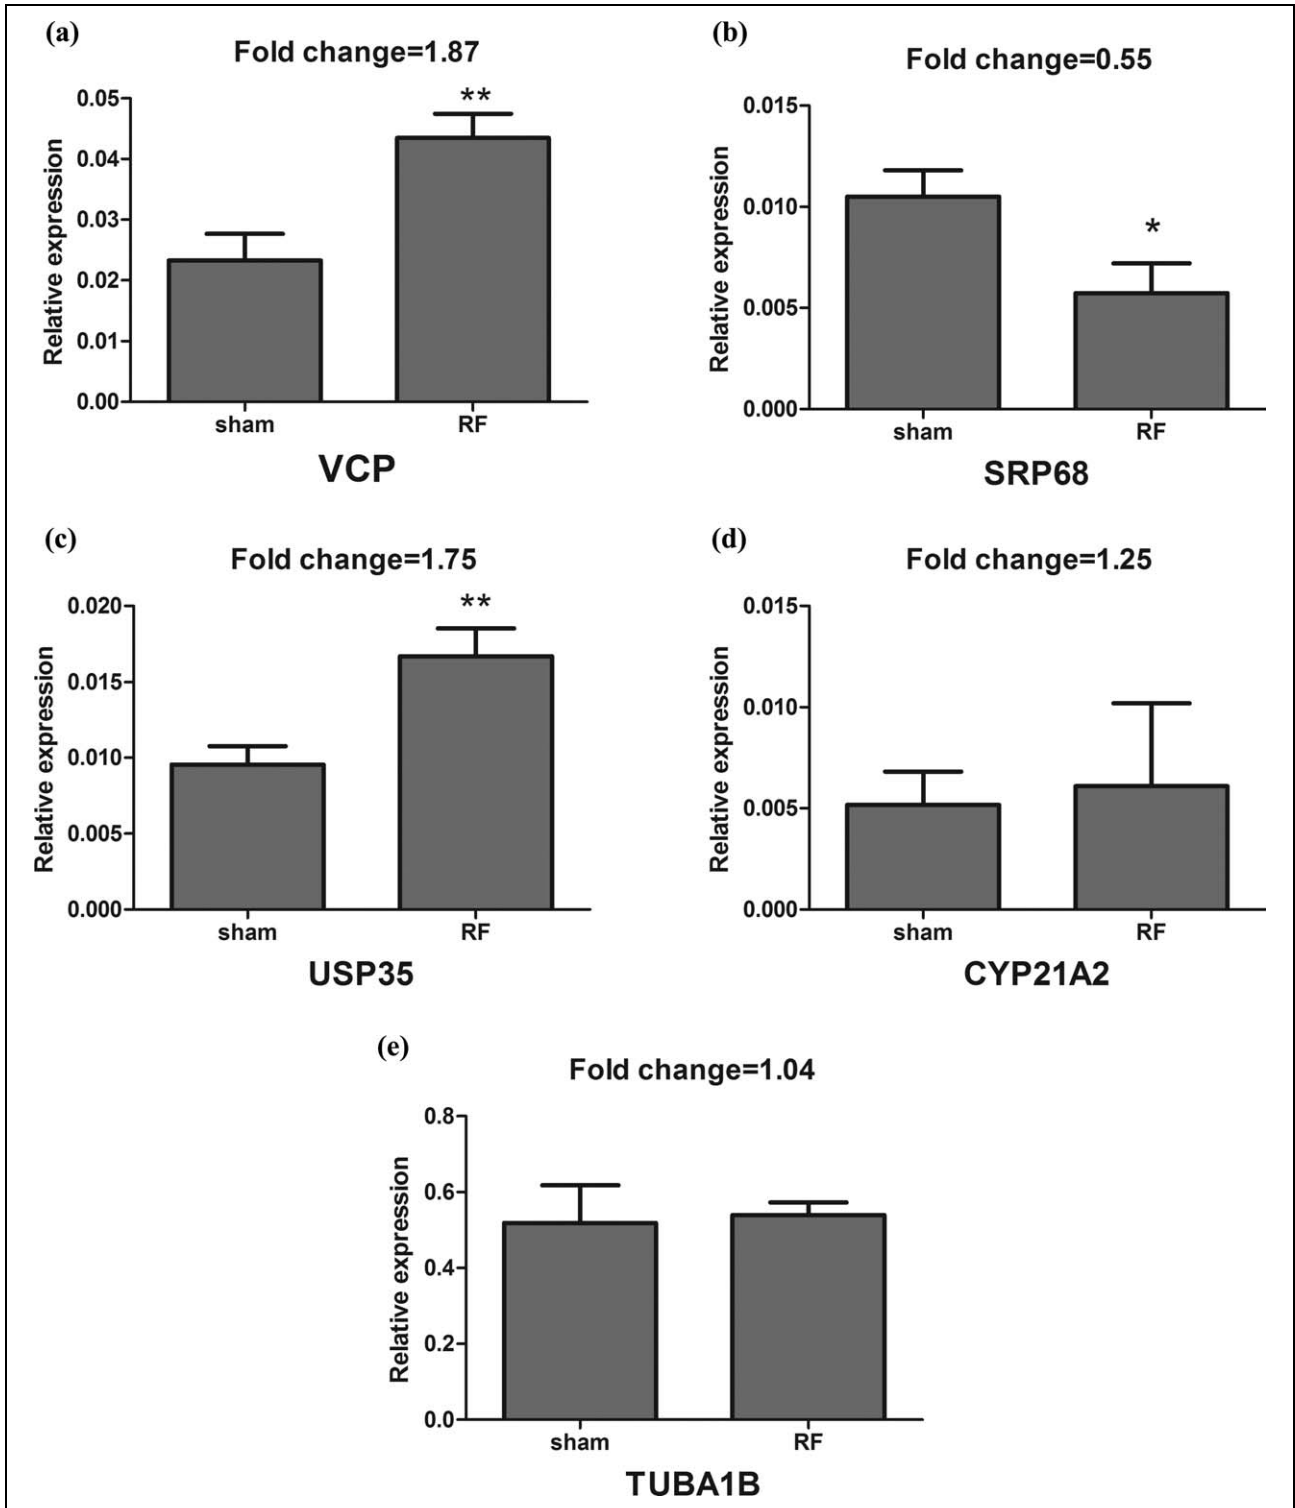 (a)
Fold change=1.87
**
0.05
0.04
0.03
0.02
0.01
0.00
Relative expression
sham
RF
VCP
(b)
Fold change=0.55
*
0.015
0.010
0.005
0.000
Relative expression
sham
RF
SRP68
(c)
Fold change=1.75
**
0.020
0.015
0.010
0.005
0.000
Relative expression
sham
RF
USP35
(d)
Fold change=1.25
0.015
0.010
0.005
0.000
Relative expression
sham
RF
CYP21A2
(e)
Fold change=1.04
0.8
0.6
0.4
0.2
0.0
Relative expression
sham
RF
TUBA1B